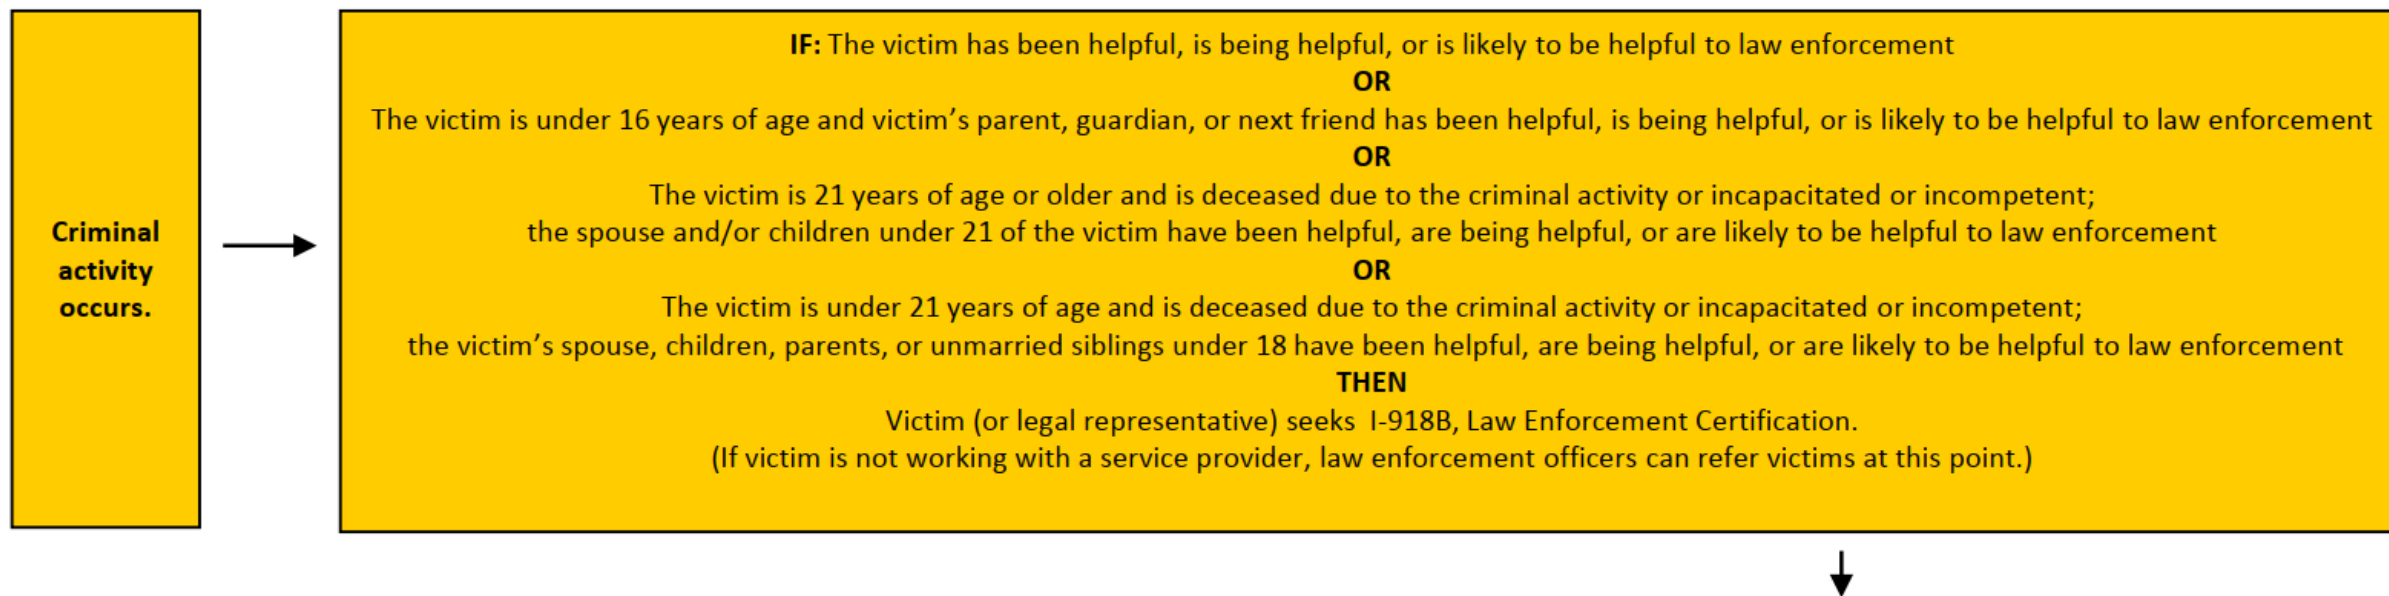 Criminal
activity
occurs.
IF: The victim has been helpful, is being helpful, or is likely to be helpful to law enforcement
OR
The victim is under 16 years of age and victim’s parent, guardian, or next friend has been helpful, is being helpful, or is likely to be helpful to law enforcement
OR
The victim is 21 years of age or older and is deceased due to the criminal activity or incapacitated or incompetent;
the spouse and/or children under 21 of the victim have been helpful, are being helpful, or are likely to be helpful to law enforcement
OR
The victim is under 21 years of age and is deceased due to the criminal activity or incapacitated or incompetent;
the victim’s spouse, children, parents, or unmarried siblings under 18 have been helpful, are being helpful, or are likely to be helpful to law enforcement
THEN
Victim (or legal representative) seeks  I-918B, Law Enforcement Certification.
(If victim is not working with a service provider, law enforcement officers can refer victims at this point.)